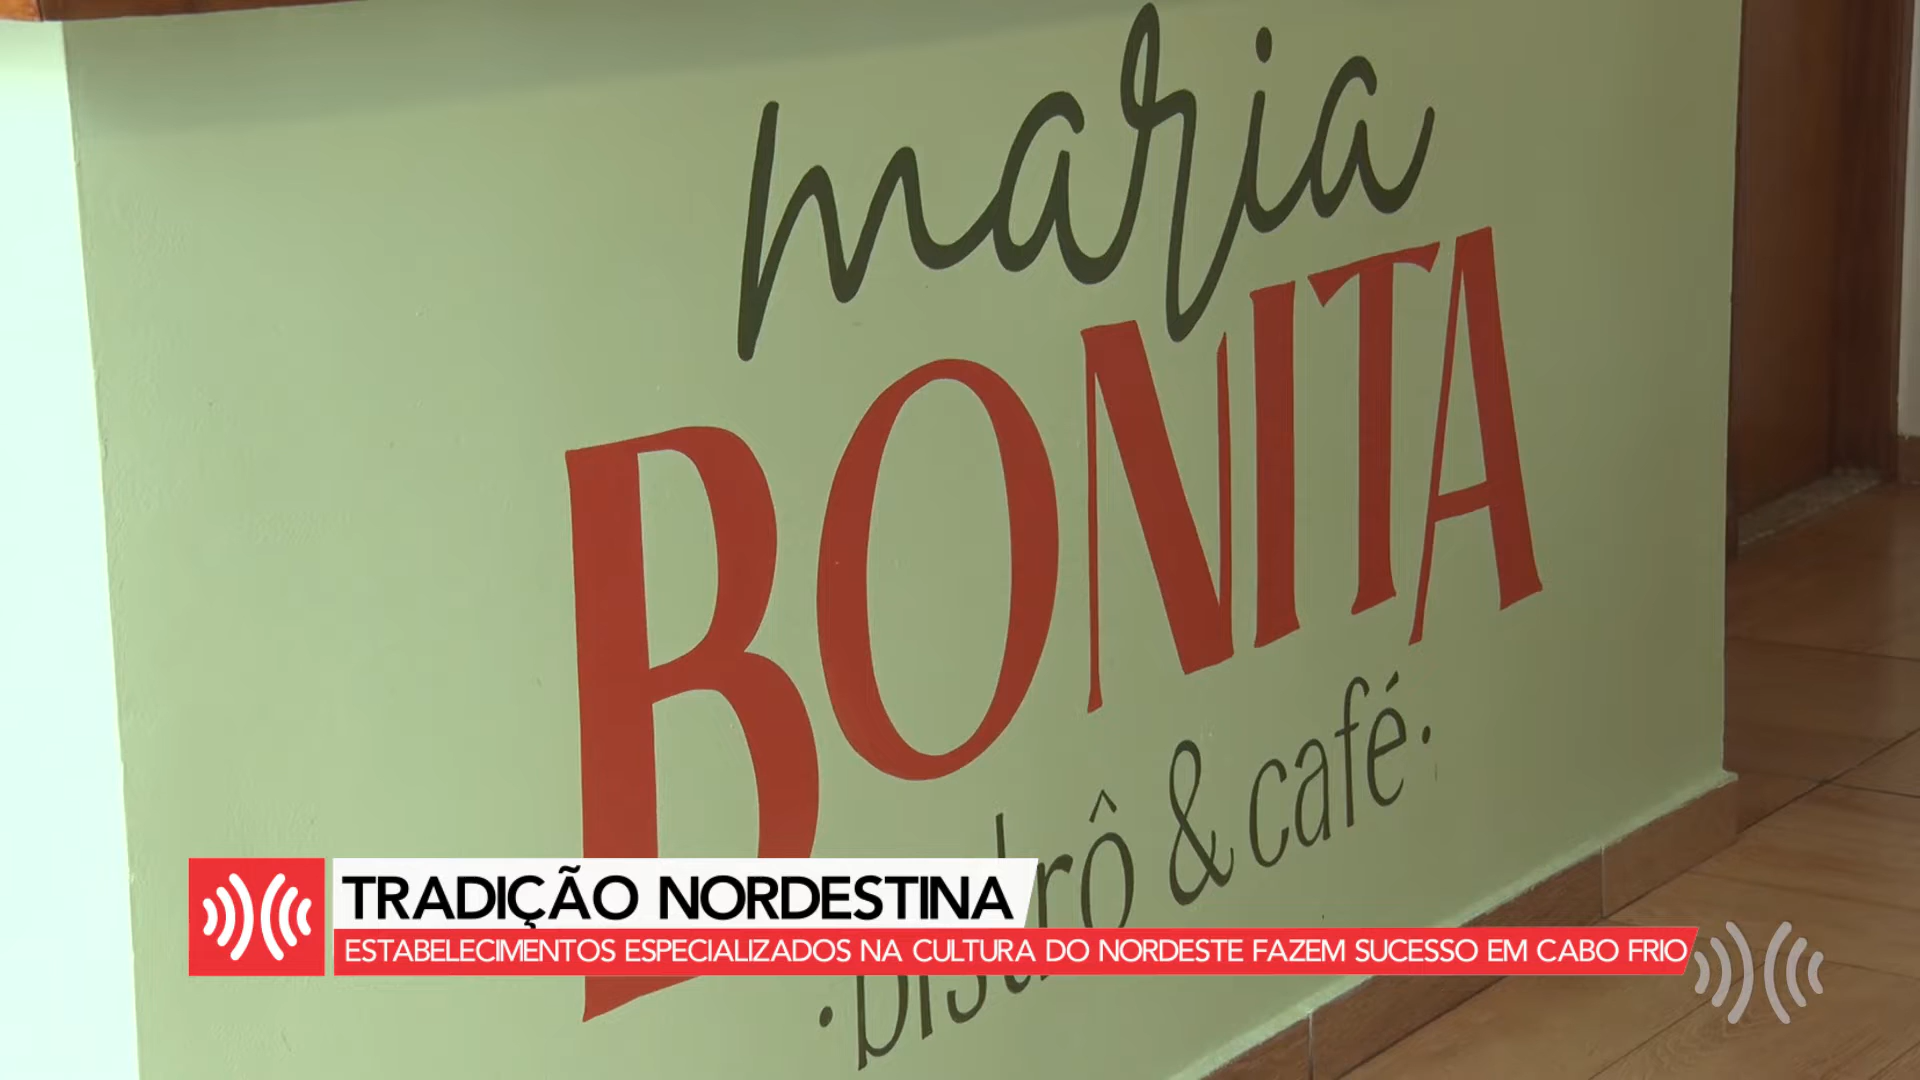 maria
BONITA
·bistrô & café·
TRADIÇÃO NORDESTINA
ESTABELECIMENTOS ESPECIALIZADOS NA CULTURA DO NORDESTE FAZEM SUCESSO EM CABO FRIO